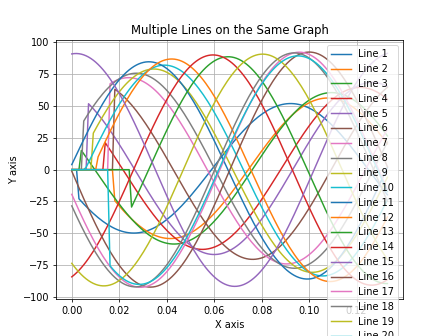 Multiple Lines on the Same Graph
Y axis
100
75
50
25
0
−25
−50
−75
−100
0.00
0.02
0.04
0.06
0.08
0.10
X axis
Line 1
Line 2
Line 3
Line 4
Line 5
Line 6
Line 7
Line 8
Line 9
Line 10
Line 11
Line 12
Line 13
Line 14
Line 15
Line 16
Line 17
Line 18
Line 19
Line 20